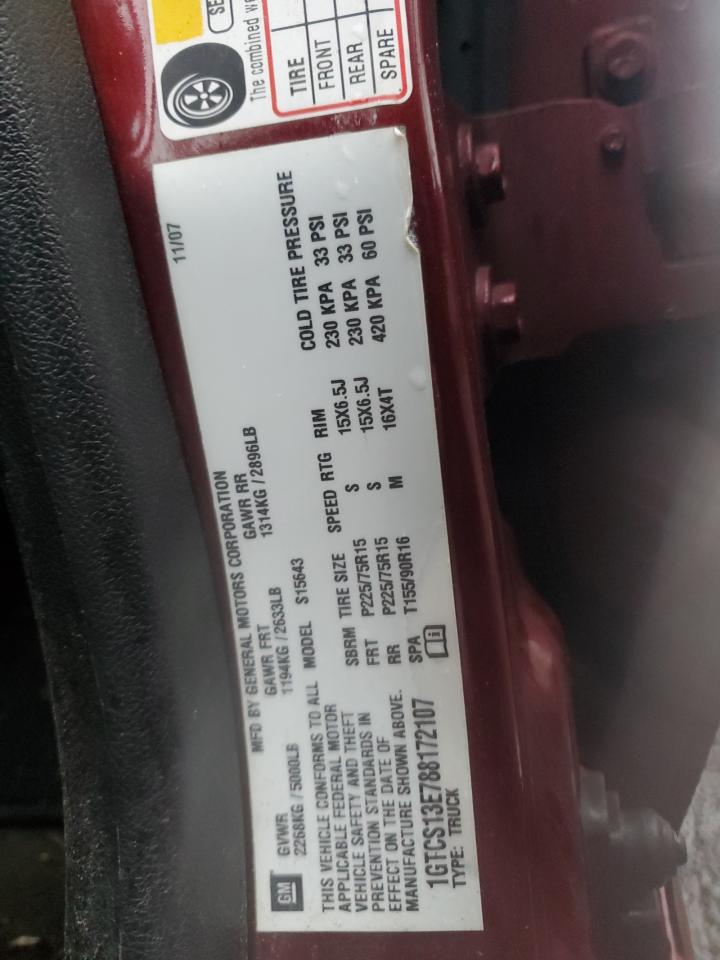 SE
The combined we
TIRE
FRONT
REAR
SPARE
11/07
MFD BY GENERAL MOTORS CORPORATION
GM
GVWR GAWR FRT GAWR RR
2268KG / 5000LB 1194KG / 2633LB 1314KG / 2896LB
THIS VEHICLE CONFORMS TO ALL
APPLICABLE FEDERAL MOTOR
VEHICLE SAFETY AND THEFT
PREVENTION STANDARDS IN
EFFECT ON THE DATE OF
MANUFACTURE SHOWN ABOVE.
1GTCS13E788172107
TYPE: TRUCK
MODEL S15643
SBRM TIRE SIZE SPEED RTG RIM COLD TIRE PRESSURE
FRT P225/75R15 S 15X6.5J 230 KPA 33 PSI
RR P225/75R15 S 15X6.5J 230 KPA 33 PSI
SPA T155/90R16 M 16X4T 420 KPA 60 PSI